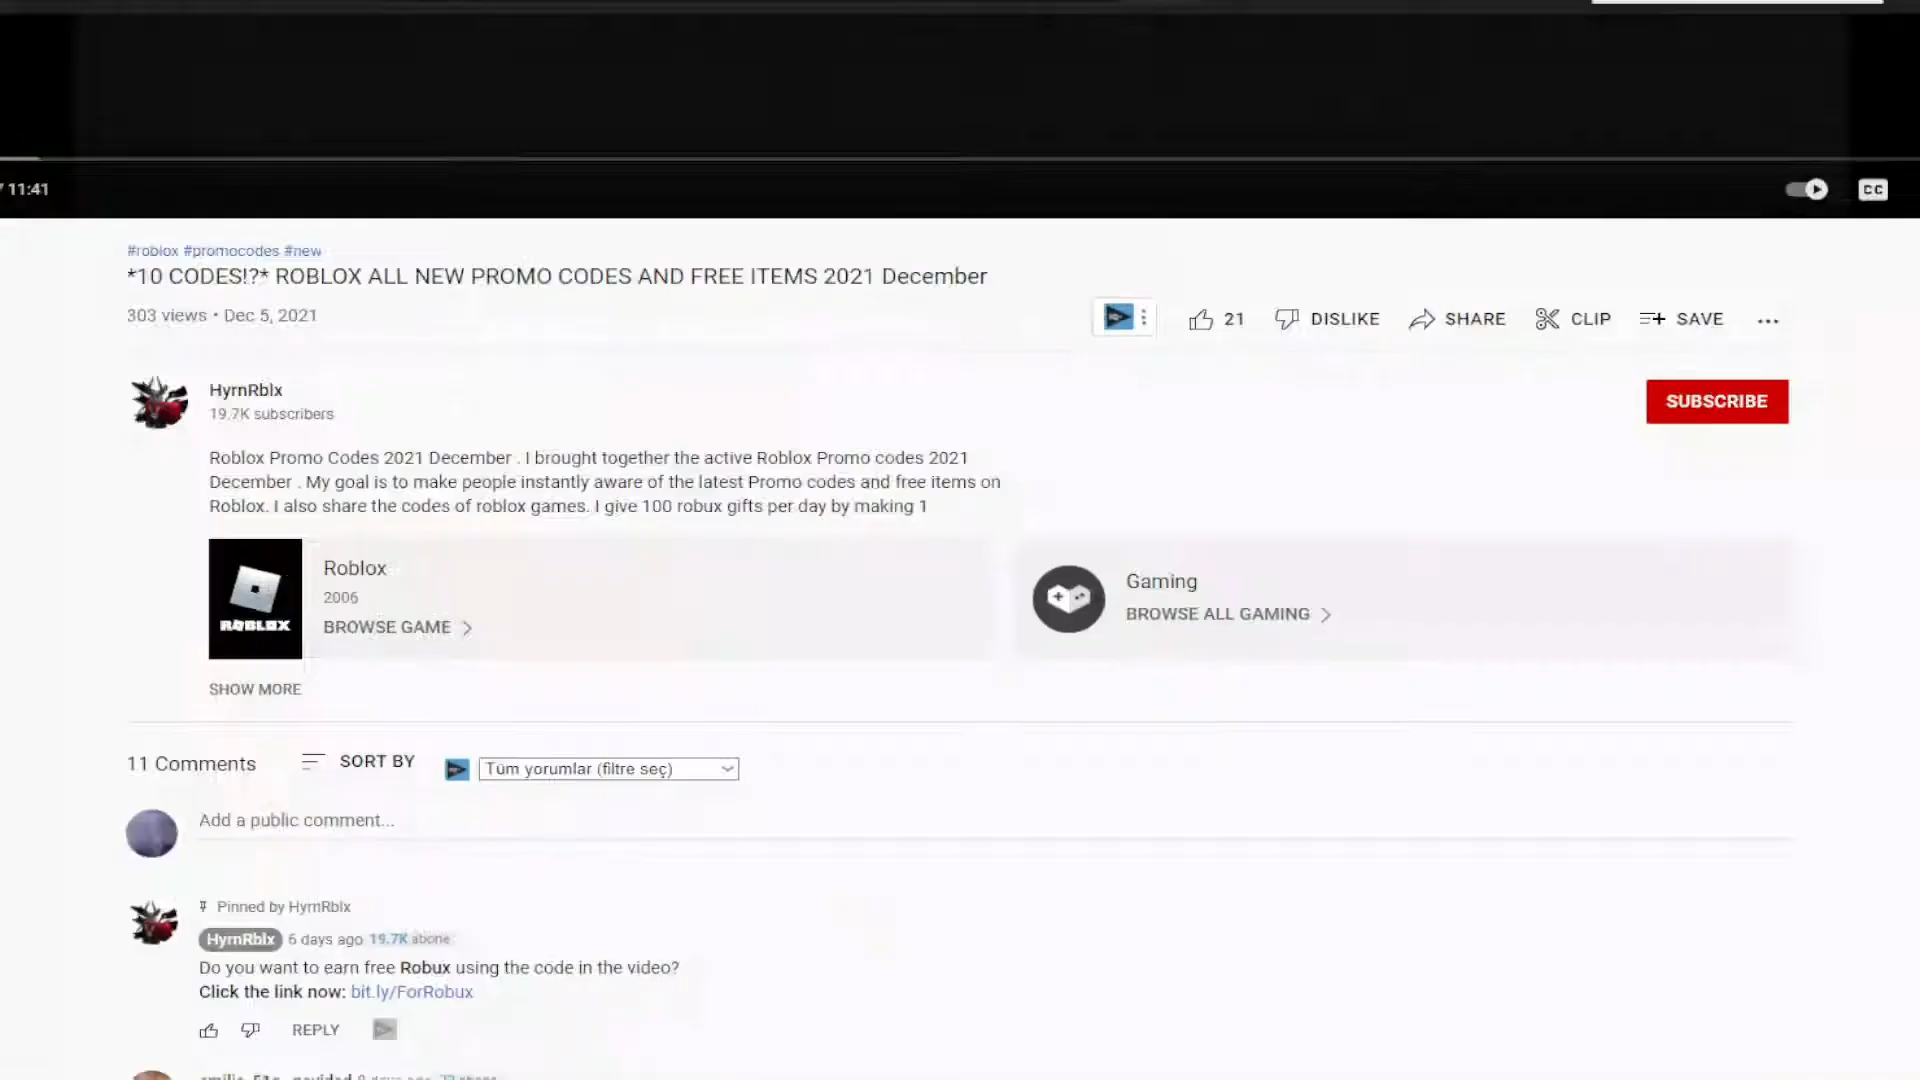 / 11:41
CC
#roblox #promocodes #new
*10 CODES!?* ROBLOX ALL NEW PROMO CODES AND FREE ITEMS 2021 December
303 views • Dec 5, 2021
21 DISLIKE SHARE CLIP SAVE
HyrnRblx
19.7K subscribers
SUBSCRIBE
Roblox Promo Codes 2021 December . I brought together the active Roblox Promo codes 2021
December . My goal is to make people instantly aware of the latest Promo codes and free items on
Roblox. I also share the codes of roblox games. I give 100 robux gifts per day by making 1
ROBLOX
Roblox
2006
BROWSE GAME
Gaming
BROWSE ALL GAMING
SHOW MORE
11 Comments SORT BY Tüm yorumlar (filtre seç)
Add a public comment...
Pinned by HyrnRblx
HyrnRblx 6 days ago 19.7K abone
Do you want to earn free Robux using the code in the video?
Click the link now: bit.ly/ForRobux
REPLY